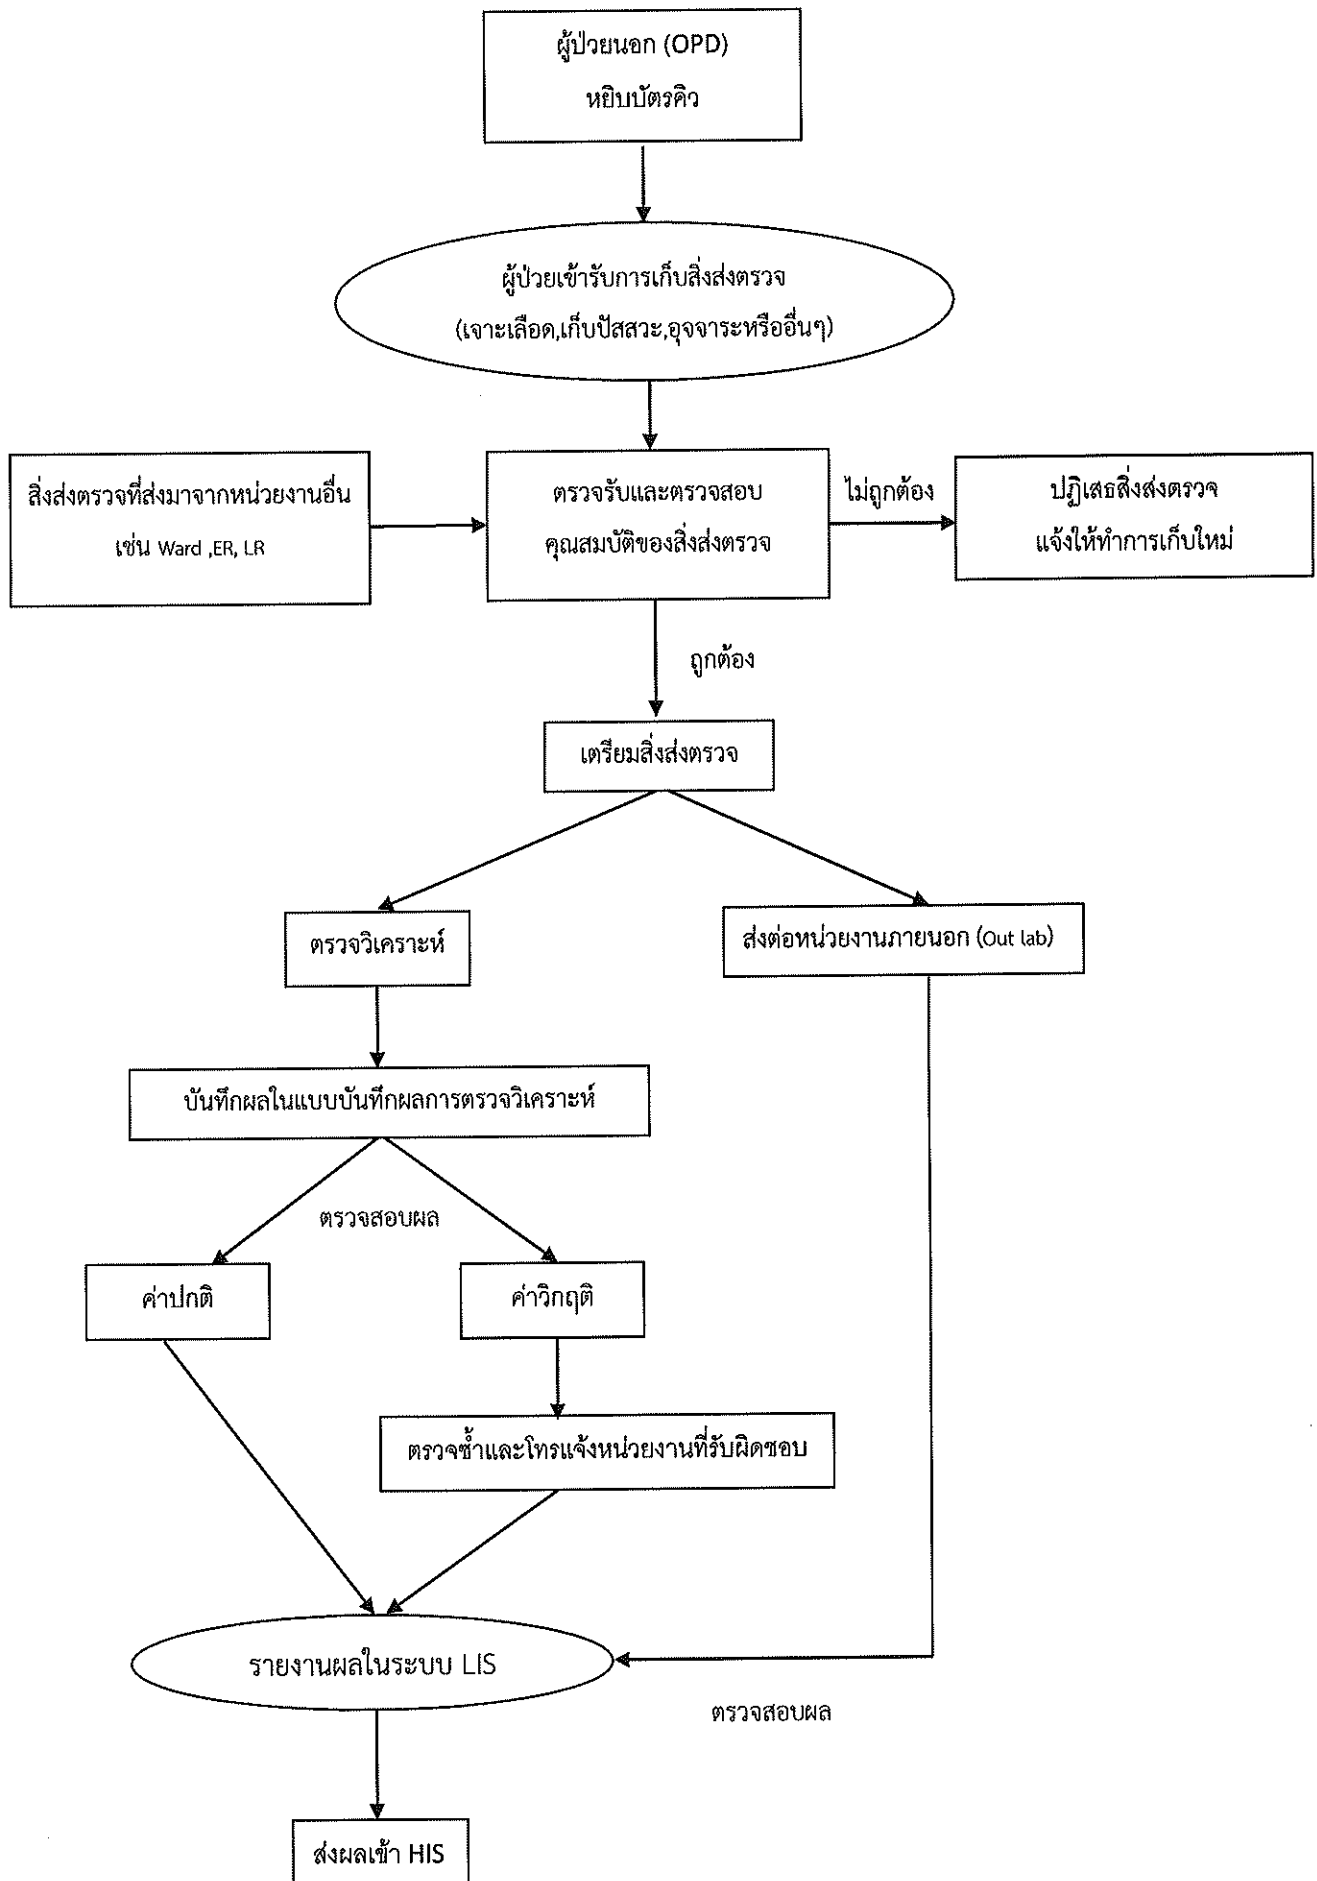 ผู้ป่วยนอก (OPD)
หยิบบัตรคิว
ผู้ป่วยเข้ารับการเก็บสิ่งส่งตรวจ
(เจาะเลือด,เก็บปัสสวะ,อุจจาระหรืออื่นๆ)
สิ่งส่งตรวจที่ส่งมาจากหน่วยงานอื่น
เช่น Ward ,ER, LR
ตรวจรับและตรวจสอบ
คุณสมบัติของสิ่งส่งตรวจ
ไม่ถูกต้อง
ปฏิเสธสิ่งส่งตรวจ
แจ้งให้ทำการเก็บใหม่
ถูกต้อง
เตรียมสิ่งส่งตรวจ
ตรวจวิเคราะห์
ส่งต่อหน่วยงานภายนอก (Out lab)
บันทึกผลในแบบบันทึกผลการตรวจวิเคราะห์
ตรวจสอบผล
ค่าปกติ
ค่าวิกฤติ
ตรวจซ้ำและโทรแจ้งหน่วยงานที่รับผิดชอบ
รายงานผลในระบบ LIS
ตรวจสอบผล
ส่งผลเข้า HIS